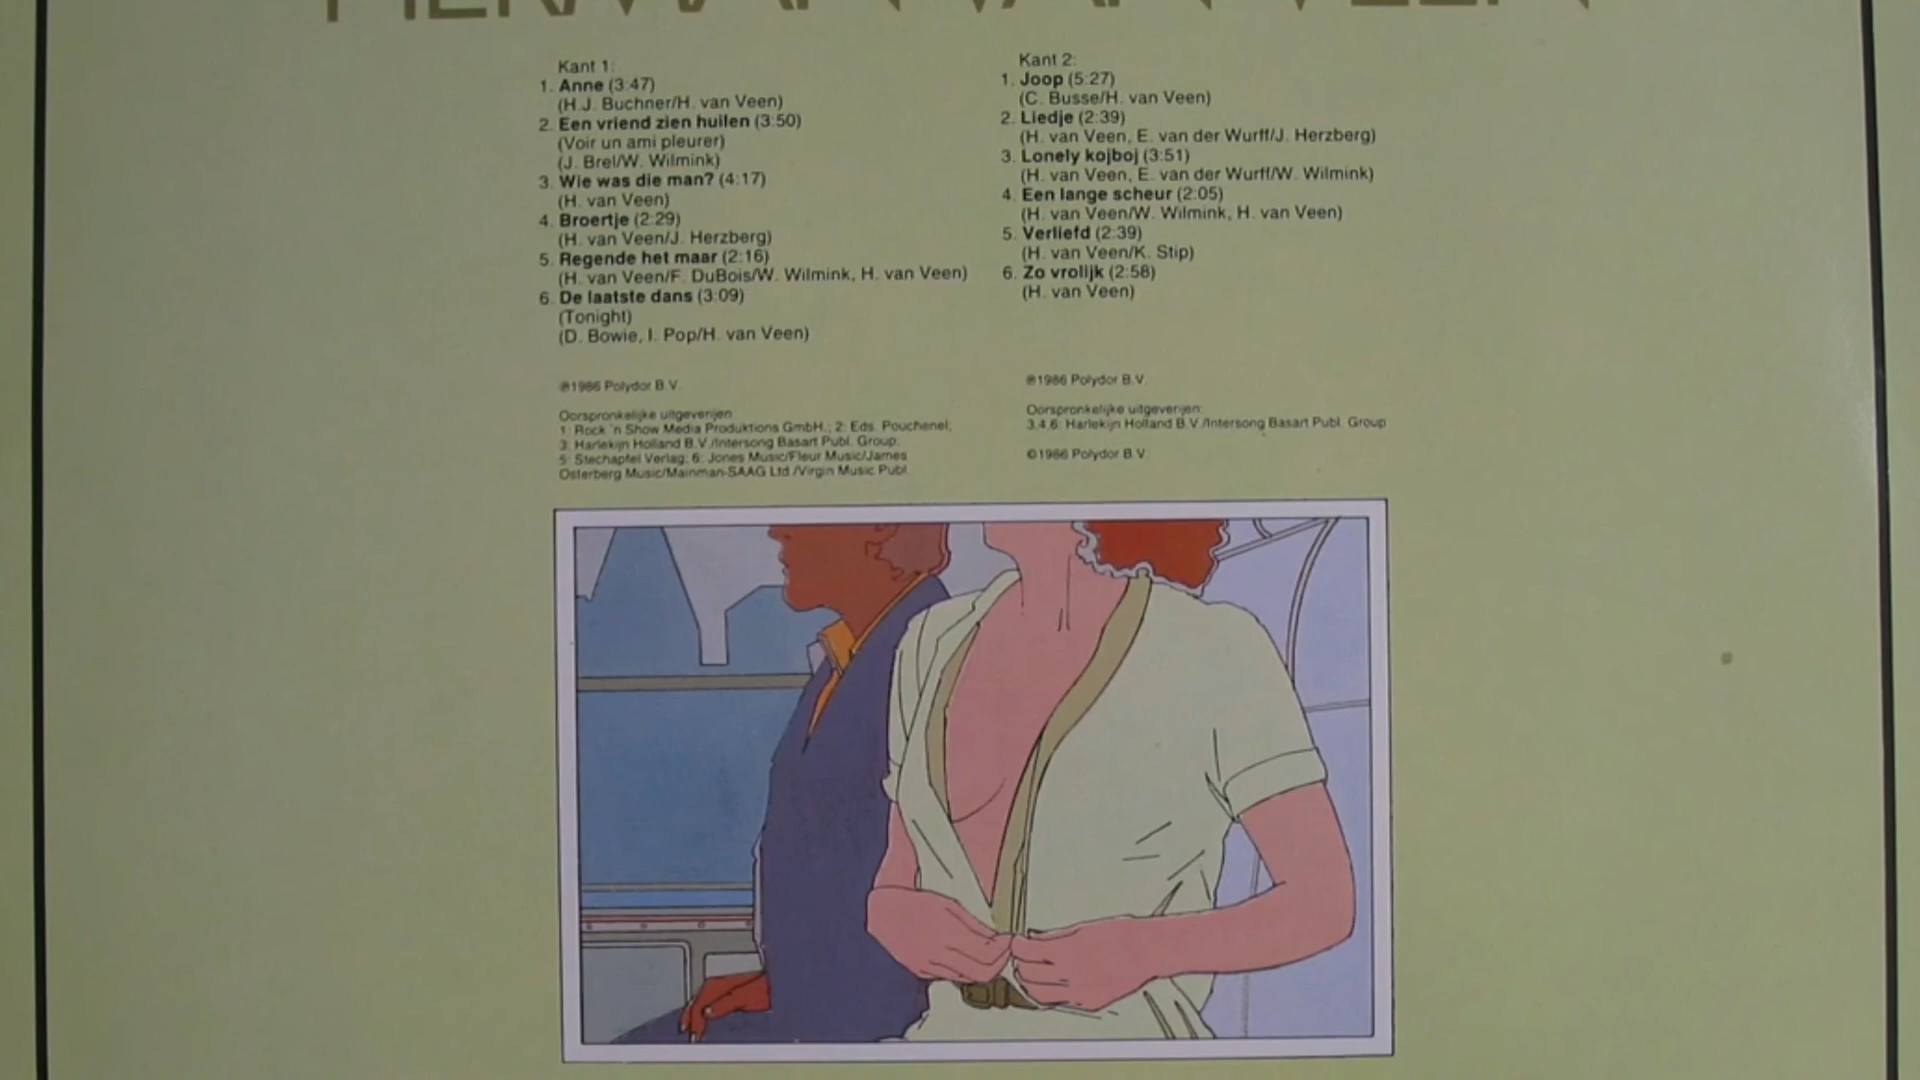 HERMAN VAN VEEN
Kant 1:
1. Anne (3:47)
(H.J. Buchner/H. van Veen)
2. Een vriend zien huilen (3:50)
(Voir un ami pleurer)
(J. Brel/W. Wilmink)
3. Wie was die man? (4:17)
(H. van Veen)
4. Broertje (2:29)
(H. van Veen/J. Herzberg)
5. Regende het maar (2:16)
(H. van Veen/F. DuBois/W. Wilmink, H. van Veen)
6. De laatste dans (3:09)
(Tonight)
(D. Bowie, I. Pop/H. van Veen)
℗1986 Polydor B.V.
Oorspronkelijke uitgeverijen:
1: Rock 'n Show Media Produktions GmbH.; 2: Eds. Pouchenel;
3: Harlekijn Holland B.V./Intersong Basart Publ. Group;
5: Stechapfel Verlag; 6: Jones Music/Fleur Music/James
Osterberg Music/Mainman-SAAG Ltd./Virgin Music Publ.
Kant 2:
1. Joop (5:27)
(C. Busse/H. van Veen)
2. Liedje (2:39)
(H. van Veen, E. van der Wurff/J. Herzberg)
3. Lonely kojboj (3:51)
(H. van Veen, E. van der Wurff/W. Wilmink)
4. Een lange scheur (2:05)
(H. van Veen/W. Wilmink, H. van Veen)
5. Verliefd (2:39)
(H. van Veen/K. Stip)
6. Zo vrolijk (2:58)
(H. van Veen)
℗1986 Polydor B.V.
Oorspronkelijke uitgeverijen:
3,4,6: Harlekijn Holland B.V./Intersong Basart Publ. Group
©1986 Polydor B.V.